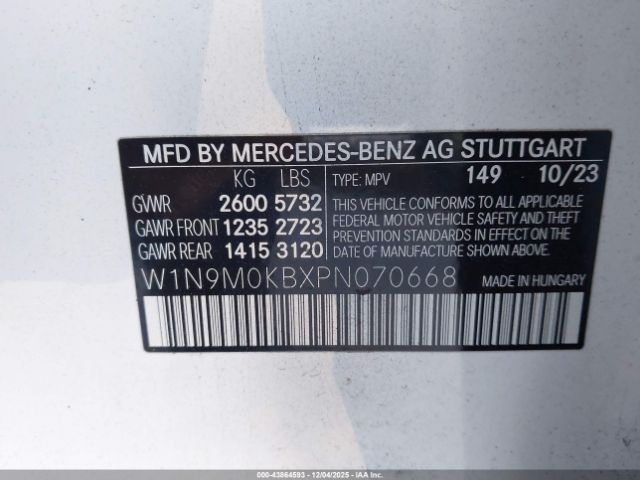 MFD BY MERCEDES-BENZ AG STUTTGART
KG LBS TYPE: MPV 149 10/23
GVWR 2600 5732
GAWR FRONT 1235 2723
GAWR REAR 1415 3120
THIS VEHICLE CONFORMS TO ALL APPLICABLE
FEDERAL MOTOR VEHICLE SAFETY AND THEFT
PREVENTION STANDARDS IN EFFECT ON THE
DATE OF MANUFACTURE SHOWN ABOVE.
W1N9M0KBXPN070668 MADE IN HUNGARY
000-43864593 - 12/04/2025 - IAA Inc.